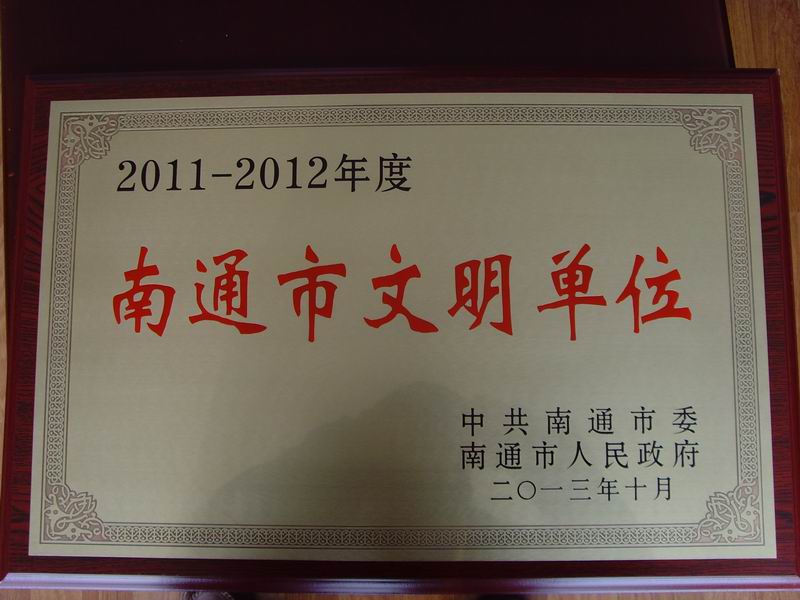 2011-2012年度
南通市文明单位
中共南通市委
南通市人民政府
二〇一三年十月